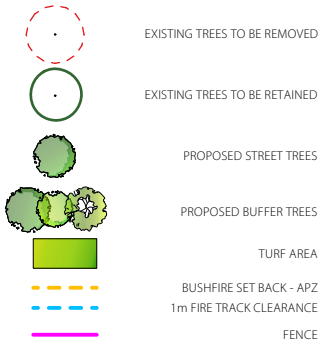 EXISTING TREES TO BE REMOVED
EXISTING TREES TO BE RETAINED
PROPOSED STREET TREES
PROPOSED BUFFER TREES
TURF AREA
BUSHFIRE SET BACK - APZ
1m FIRE TRACK CLEARANCE
FENCE